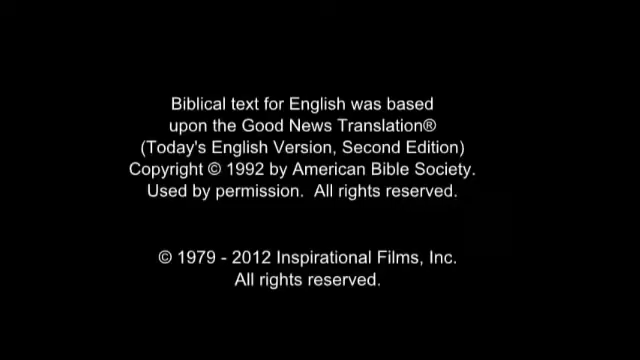 Biblical text for English was based
upon the Good News Translation®
(Today's English Version, Second Edition)
Copyright © 1992 by American Bible Society.
Used by permission.  All rights reserved.
© 1979 - 2012 Inspirational Films, Inc.
All rights reserved.